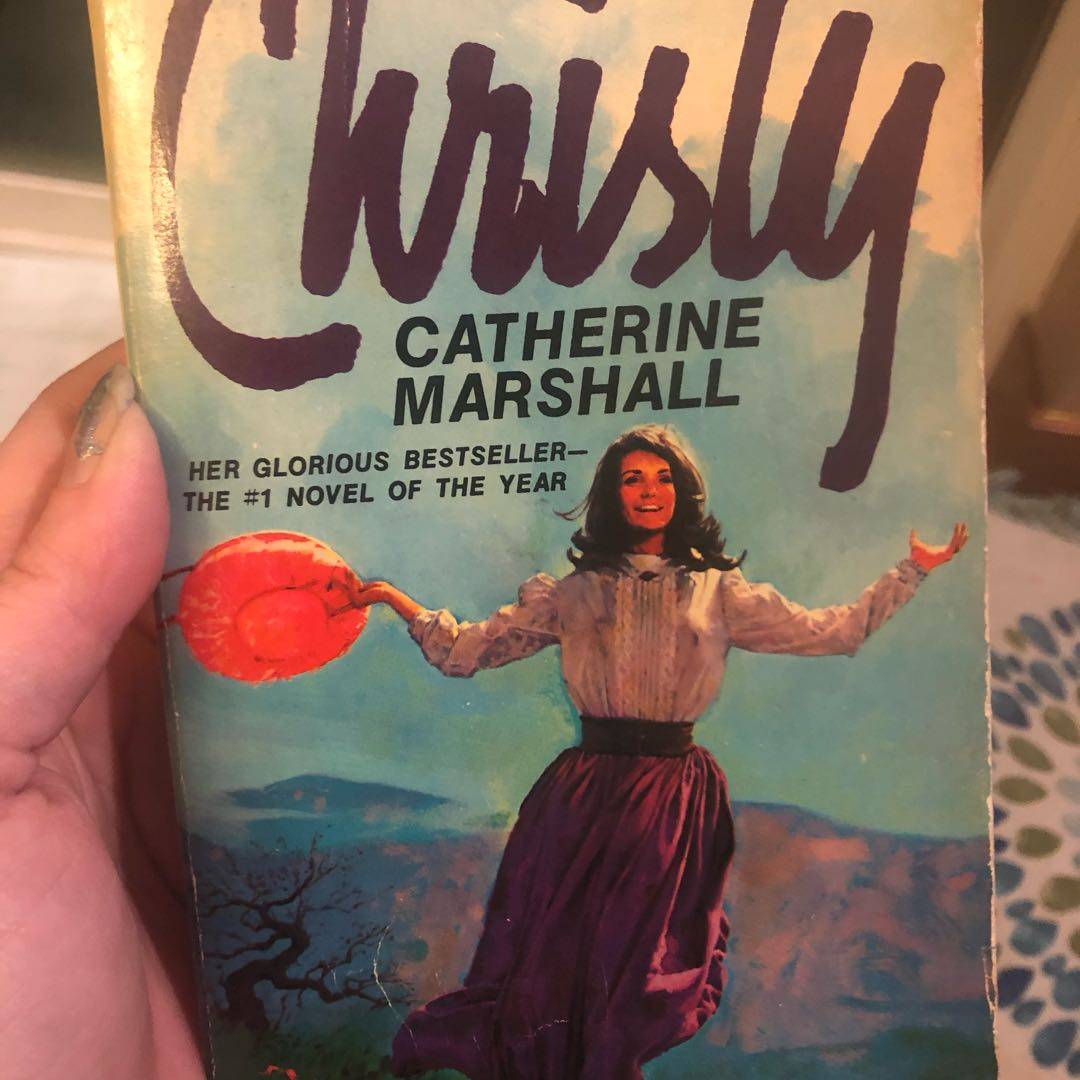 Christy
CATHERINE
MARSHALL
HER GLORIOUS BESTSELLER—
THE #1 NOVEL OF THE YEAR